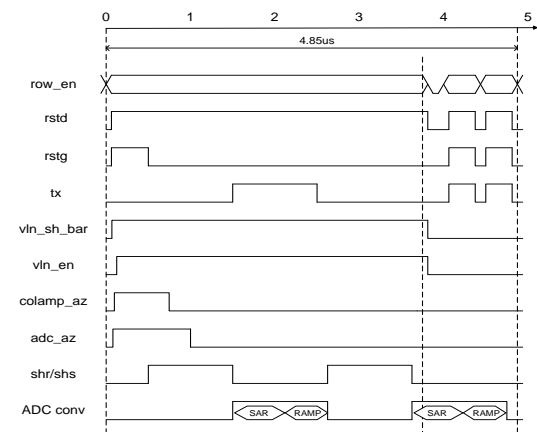 0 1 2 3 4 5
4.85us
row_en
rstd
rstg
tx
vln_sh_bar
vln_en
colamp_az
adc_az
shr/shs
ADC conv SAR RAMP SAR RAMP